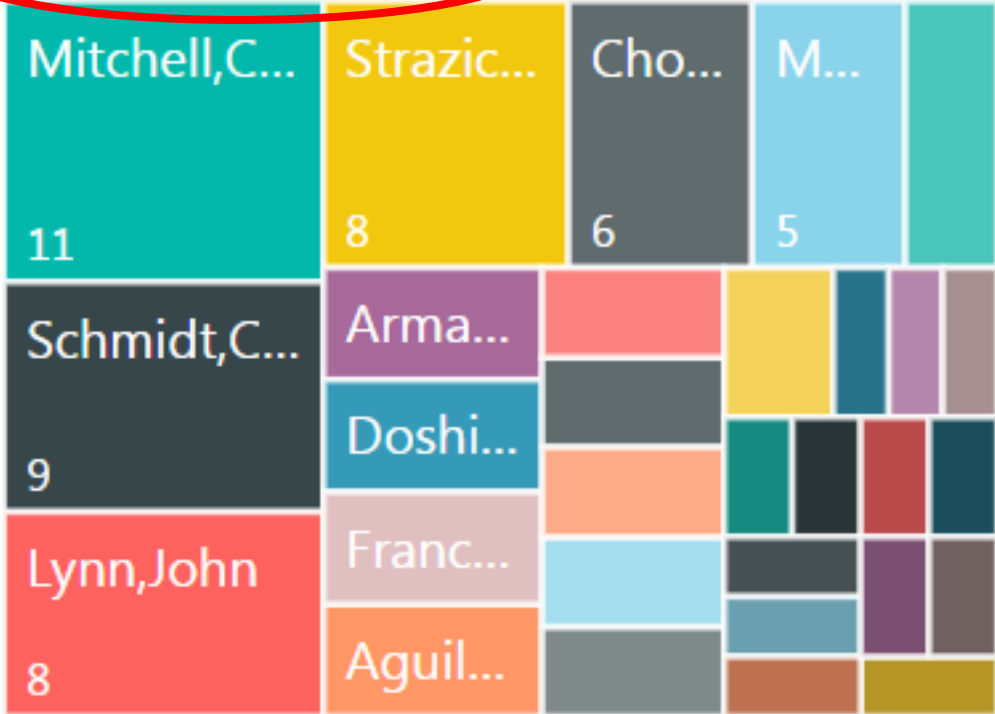 Mitchell,C...
11
Strazic...
8
Cho...
6
M...
5
Schmidt,C...
9
Lynn,John
8
Arma...
Doshi...
Franc...
Aguil...